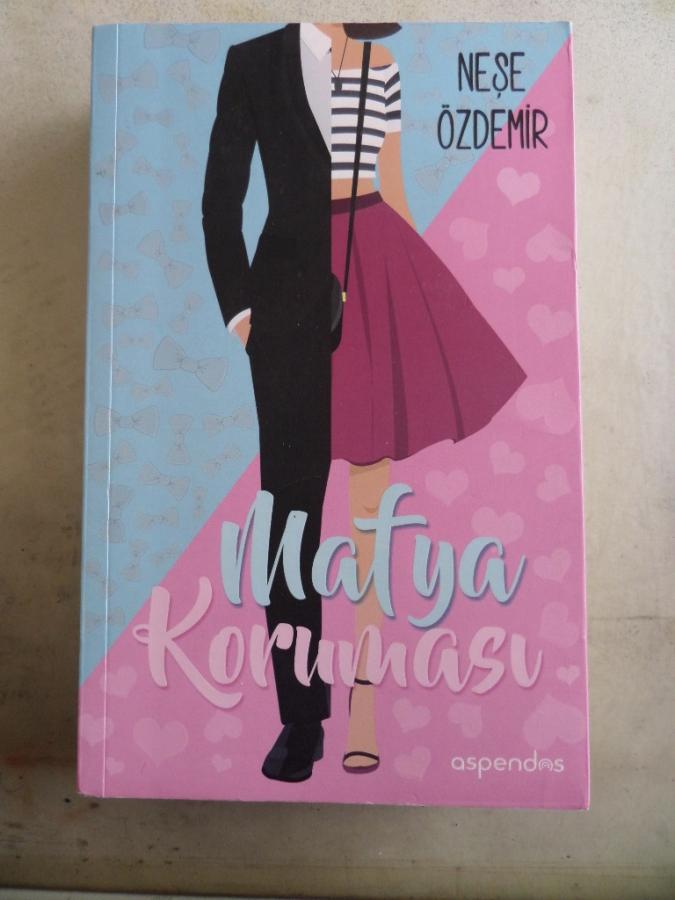 NEŞE
ÖZDEMİR
Mafya
Koruması
aspendos